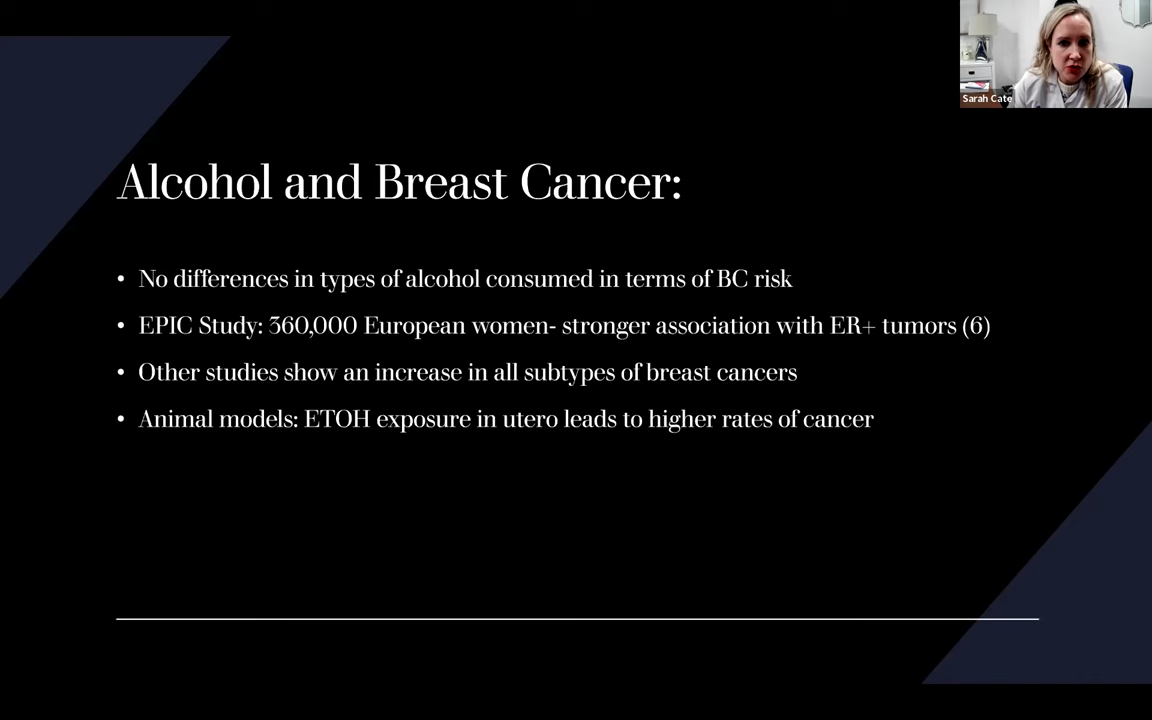 Sarah Cate
Alcohol and Breast Cancer:
• No differences in types of alcohol consumed in terms of BC risk
• EPIC Study: 360,000 European women- stronger association with ER+ tumors (6)
• Other studies show an increase in all subtypes of breast cancers
• Animal models: ETOH exposure in utero leads to higher rates of cancer